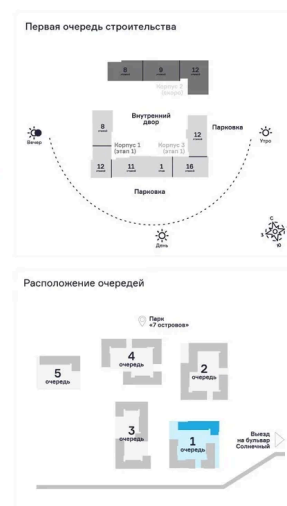 Первая очередь строительства
8
9
12
Корпус 2
(скоро)
Внутренний
двор
8
Парковка
12
Вечер
Утро
Корпус 1
(этап 1)
Корпус 3
(этап 1)
12
11
1
16
Парковка
День
С
З
Ю
Расположение очередей
Парк
«7 островов»
4
очередь
2
очередь
5
очередь
3
очередь
1
очередь
Выезд
на бульвар
Солнечный